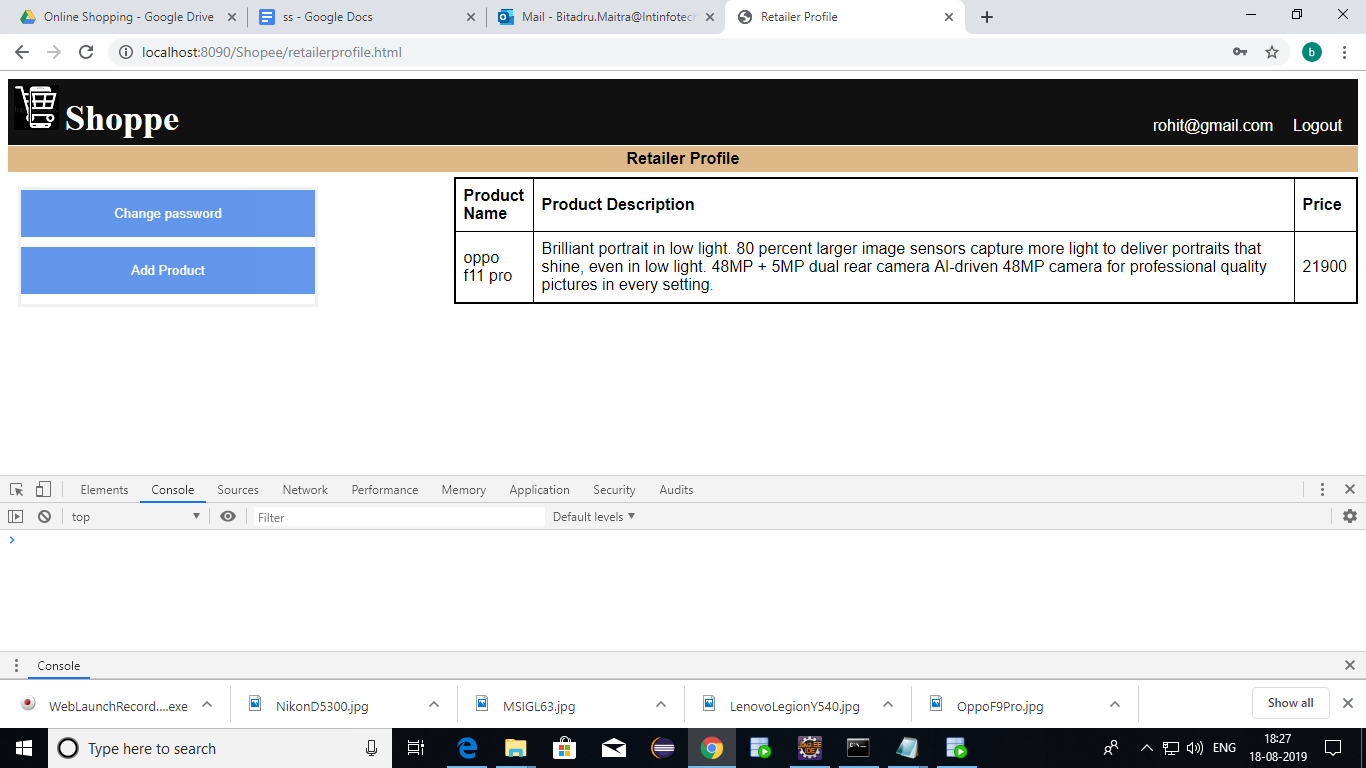 Online Shopping - Google Drive
ss - Google Docs
Mail - Bitadru.Maitra@Intinfotech
Retailer Profile
localhost:8090/Shopee/retailerprofile.html
b
Shoppe
rohit@gmail.com Logout
Retailer Profile
Change password
Add Product
Product Name
Product Description
Price
oppo
f11 pro
Brilliant portrait in low light. 80 percent larger image sensors capture more light to deliver portraits that
shine, even in low light. 48MP + 5MP dual rear camera AI-driven 48MP camera for professional quality
pictures in every setting.
21900
Elements Console Sources Network Performance Memory Application Security Audits
top Filter Default levels
Console
WebLaunchRecord....exe
NikonD5300.jpg
MSIGL63.jpg
LenovoLegionY540.jpg
OppoF9Pro.jpg
Show all
Type here to search
ENG
18:27
18-08-2019